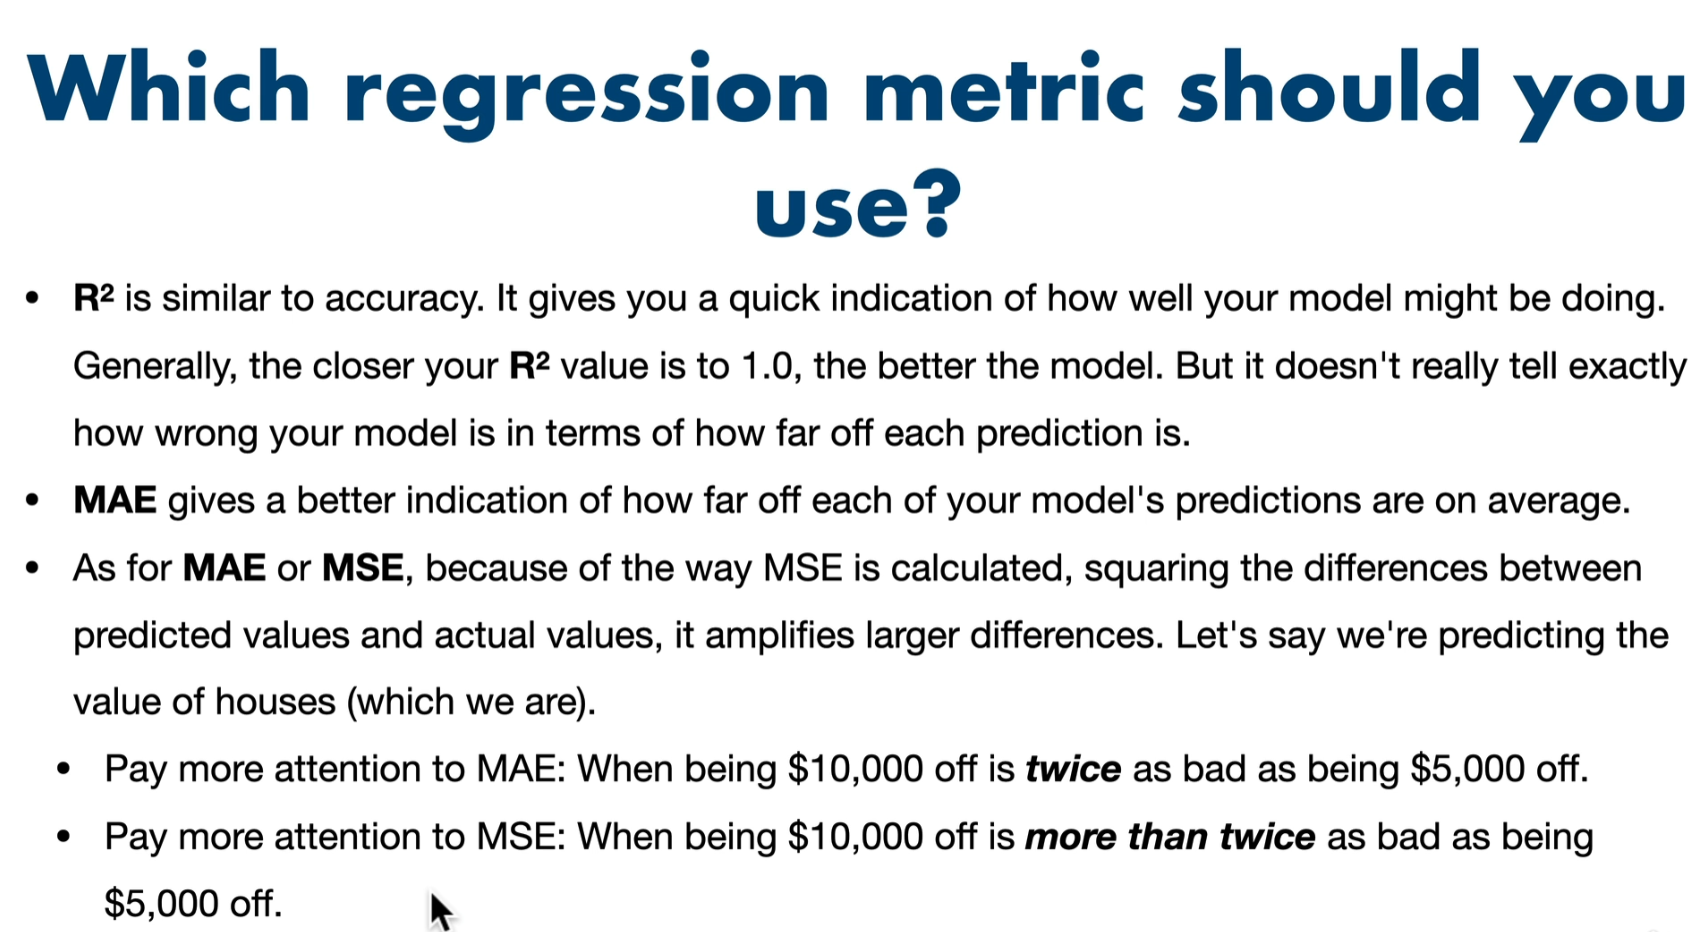 Which regression metric should you
use?
• R² is similar to accuracy. It gives you a quick indication of how well your model might be doing.
Generally, the closer your R² value is to 1.0, the better the model. But it doesn't really tell exactly
how wrong your model is in terms of how far off each prediction is.
• MAE gives a better indication of how far off each of your model's predictions are on average.
• As for MAE or MSE, because of the way MSE is calculated, squaring the differences between
predicted values and actual values, it amplifies larger differences. Let's say we're predicting the
value of houses (which we are).
• Pay more attention to MAE: When being $10,000 off is twice as bad as being $5,000 off.
• Pay more attention to MSE: When being $10,000 off is more than twice as bad as being
$5,000 off.